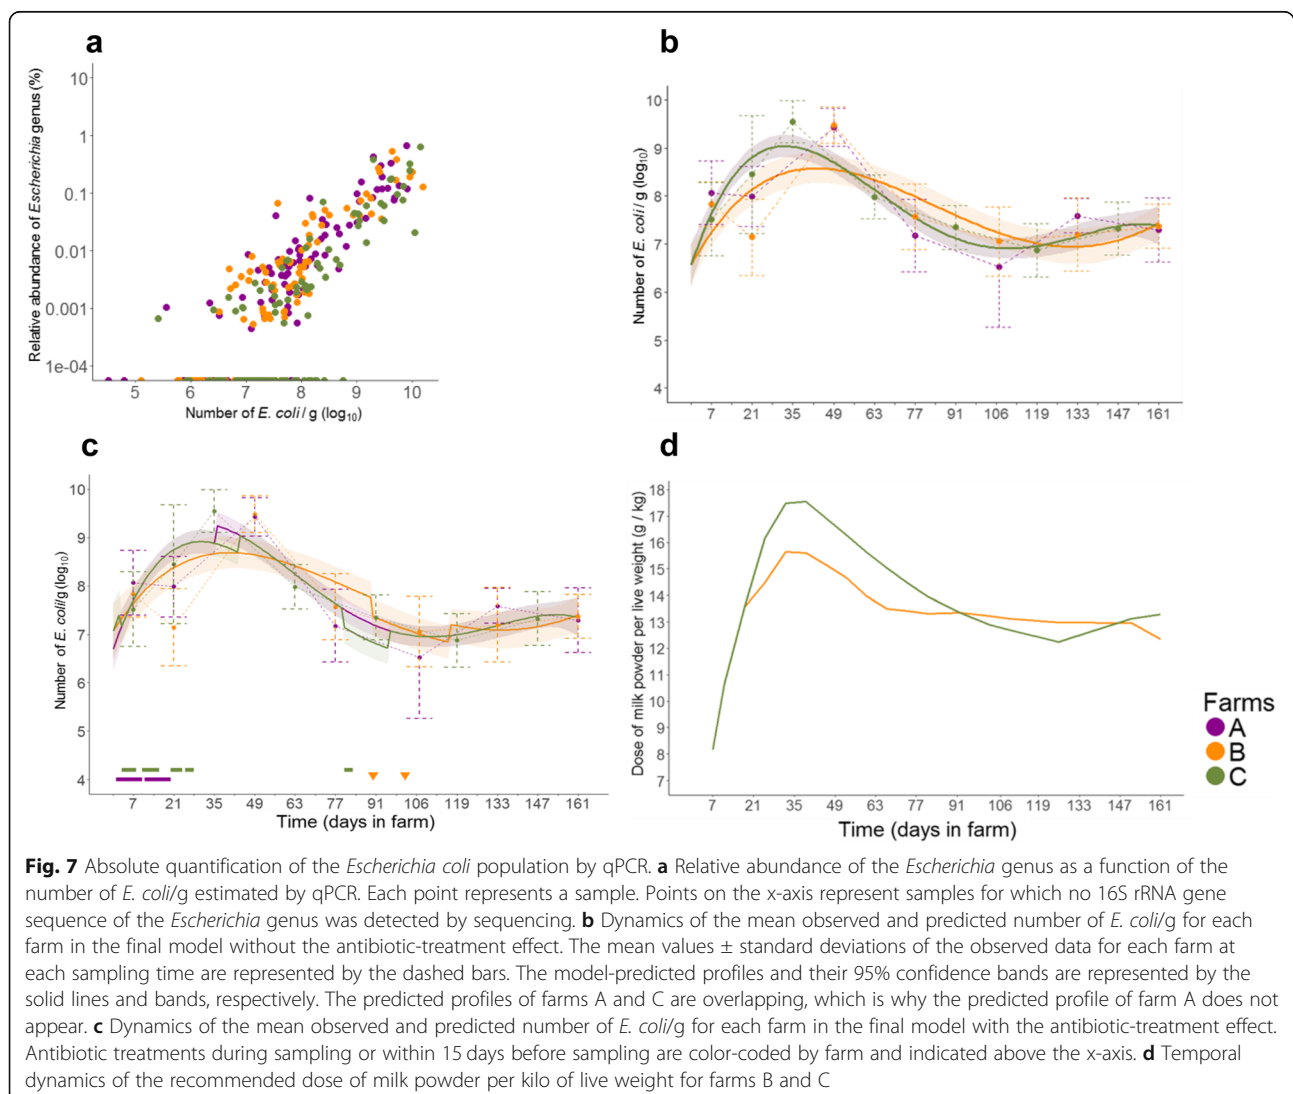 a
Relative abundance of Escherichia genus (%)
10
1
0.1
0.01
0.001
1e-04
5 6 7 8 9 10
Number of E. coli / g (log10)
b
Number of E. coli / g (log10)
10
9
8
7
6
5
4
7 21 35 49 63 77 91 106 119 133 147 161
c
Number of E. coli/g (log10)
10
9
8
7
6
5
4
7 21 35 49 63 77 91 106 119 133 147 161
Time (days in farm)
d
Dose of milk powder per live weight (g / kg)
18
17
16
15
14
13
12
11
10
9
8
7
7 21 35 49 63 77 91 106 119 133 147 161
Time (days in farm)
Farms
A
B
C
Fig. 7 Absolute quantification of the Escherichia coli population by qPCR. a Relative abundance of the Escherichia genus as a function of the
number of E. coli/g estimated by qPCR. Each point represents a sample. Points on the x-axis represent samples for which no 16S rRNA gene
sequence of the Escherichia genus was detected by sequencing. b Dynamics of the mean observed and predicted number of E. coli/g for each
farm in the final model without the antibiotic-treatment effect. The mean values ± standard deviations of the observed data for each farm at
each sampling time are represented by the dashed bars. The model-predicted profiles and their 95% confidence bands are represented by the
solid lines and bands, respectively. The predicted profiles of farms A and C are overlapping, which is why the predicted profile of farm A does not
appear. c Dynamics of the mean observed and predicted number of E. coli/g for each farm in the final model with the antibiotic-treatment effect.
Antibiotic treatments during sampling or within 15 days before sampling are color-coded by farm and indicated above the x-axis. d Temporal
dynamics of the recommended dose of milk powder per kilo of live weight for farms B and C